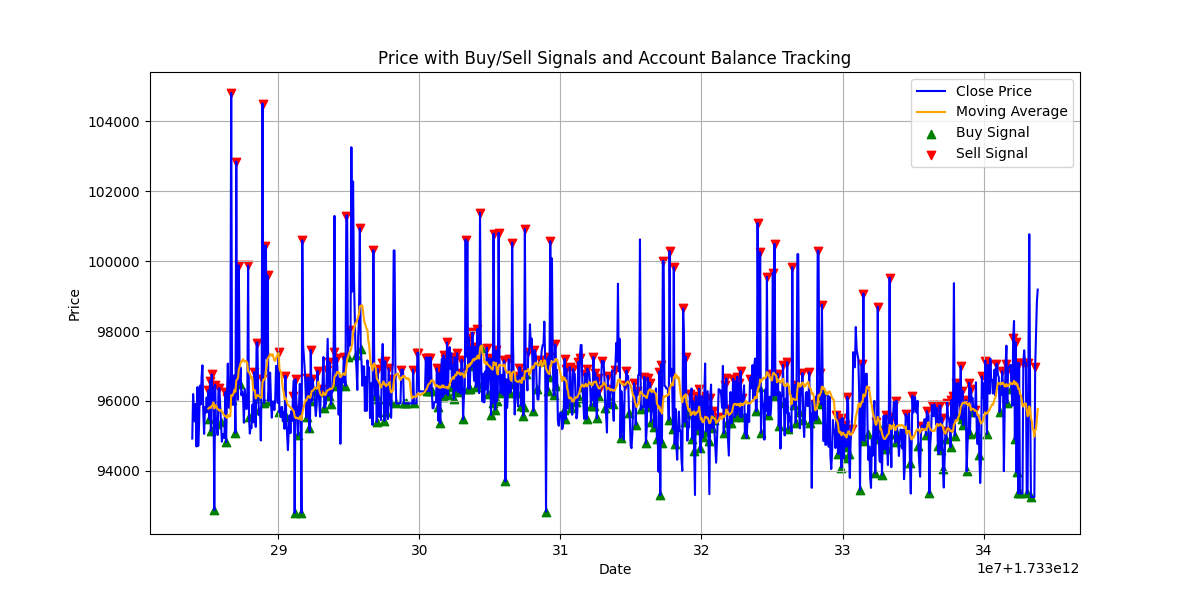 Price with Buy/Sell Signals and Account Balance Tracking
Close Price
Moving Average
Buy Signal
Sell Signal
104000
102000
100000
98000
96000
94000
Price
29 30 31 32 33 34
1e7+1.733e12
Date